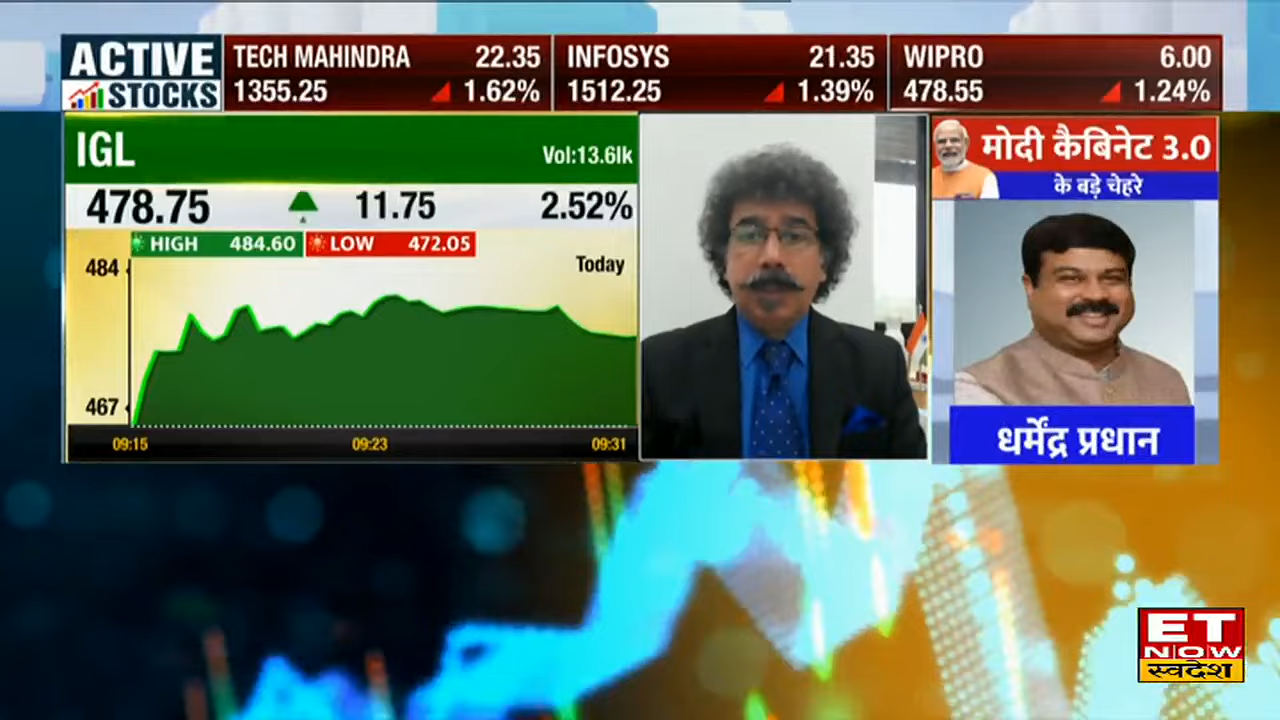 ACTIVE
STOCKS
TECH MAHINDRA 22.35
1355.25 1.62%
INFOSYS 21.35
1512.25 1.39%
WIPRO 6.00
478.55 1.24%
IGL Vol:13.6lk
478.75 11.75 2.52%
HIGH 484.60 LOW 472.05
Today
484
467
09:15 09:23 09:31
मोदी कैबिनेट 3.0
के बड़े चेहरे
धर्मेंद्र प्रधान
ET
NOW
स्वदेश